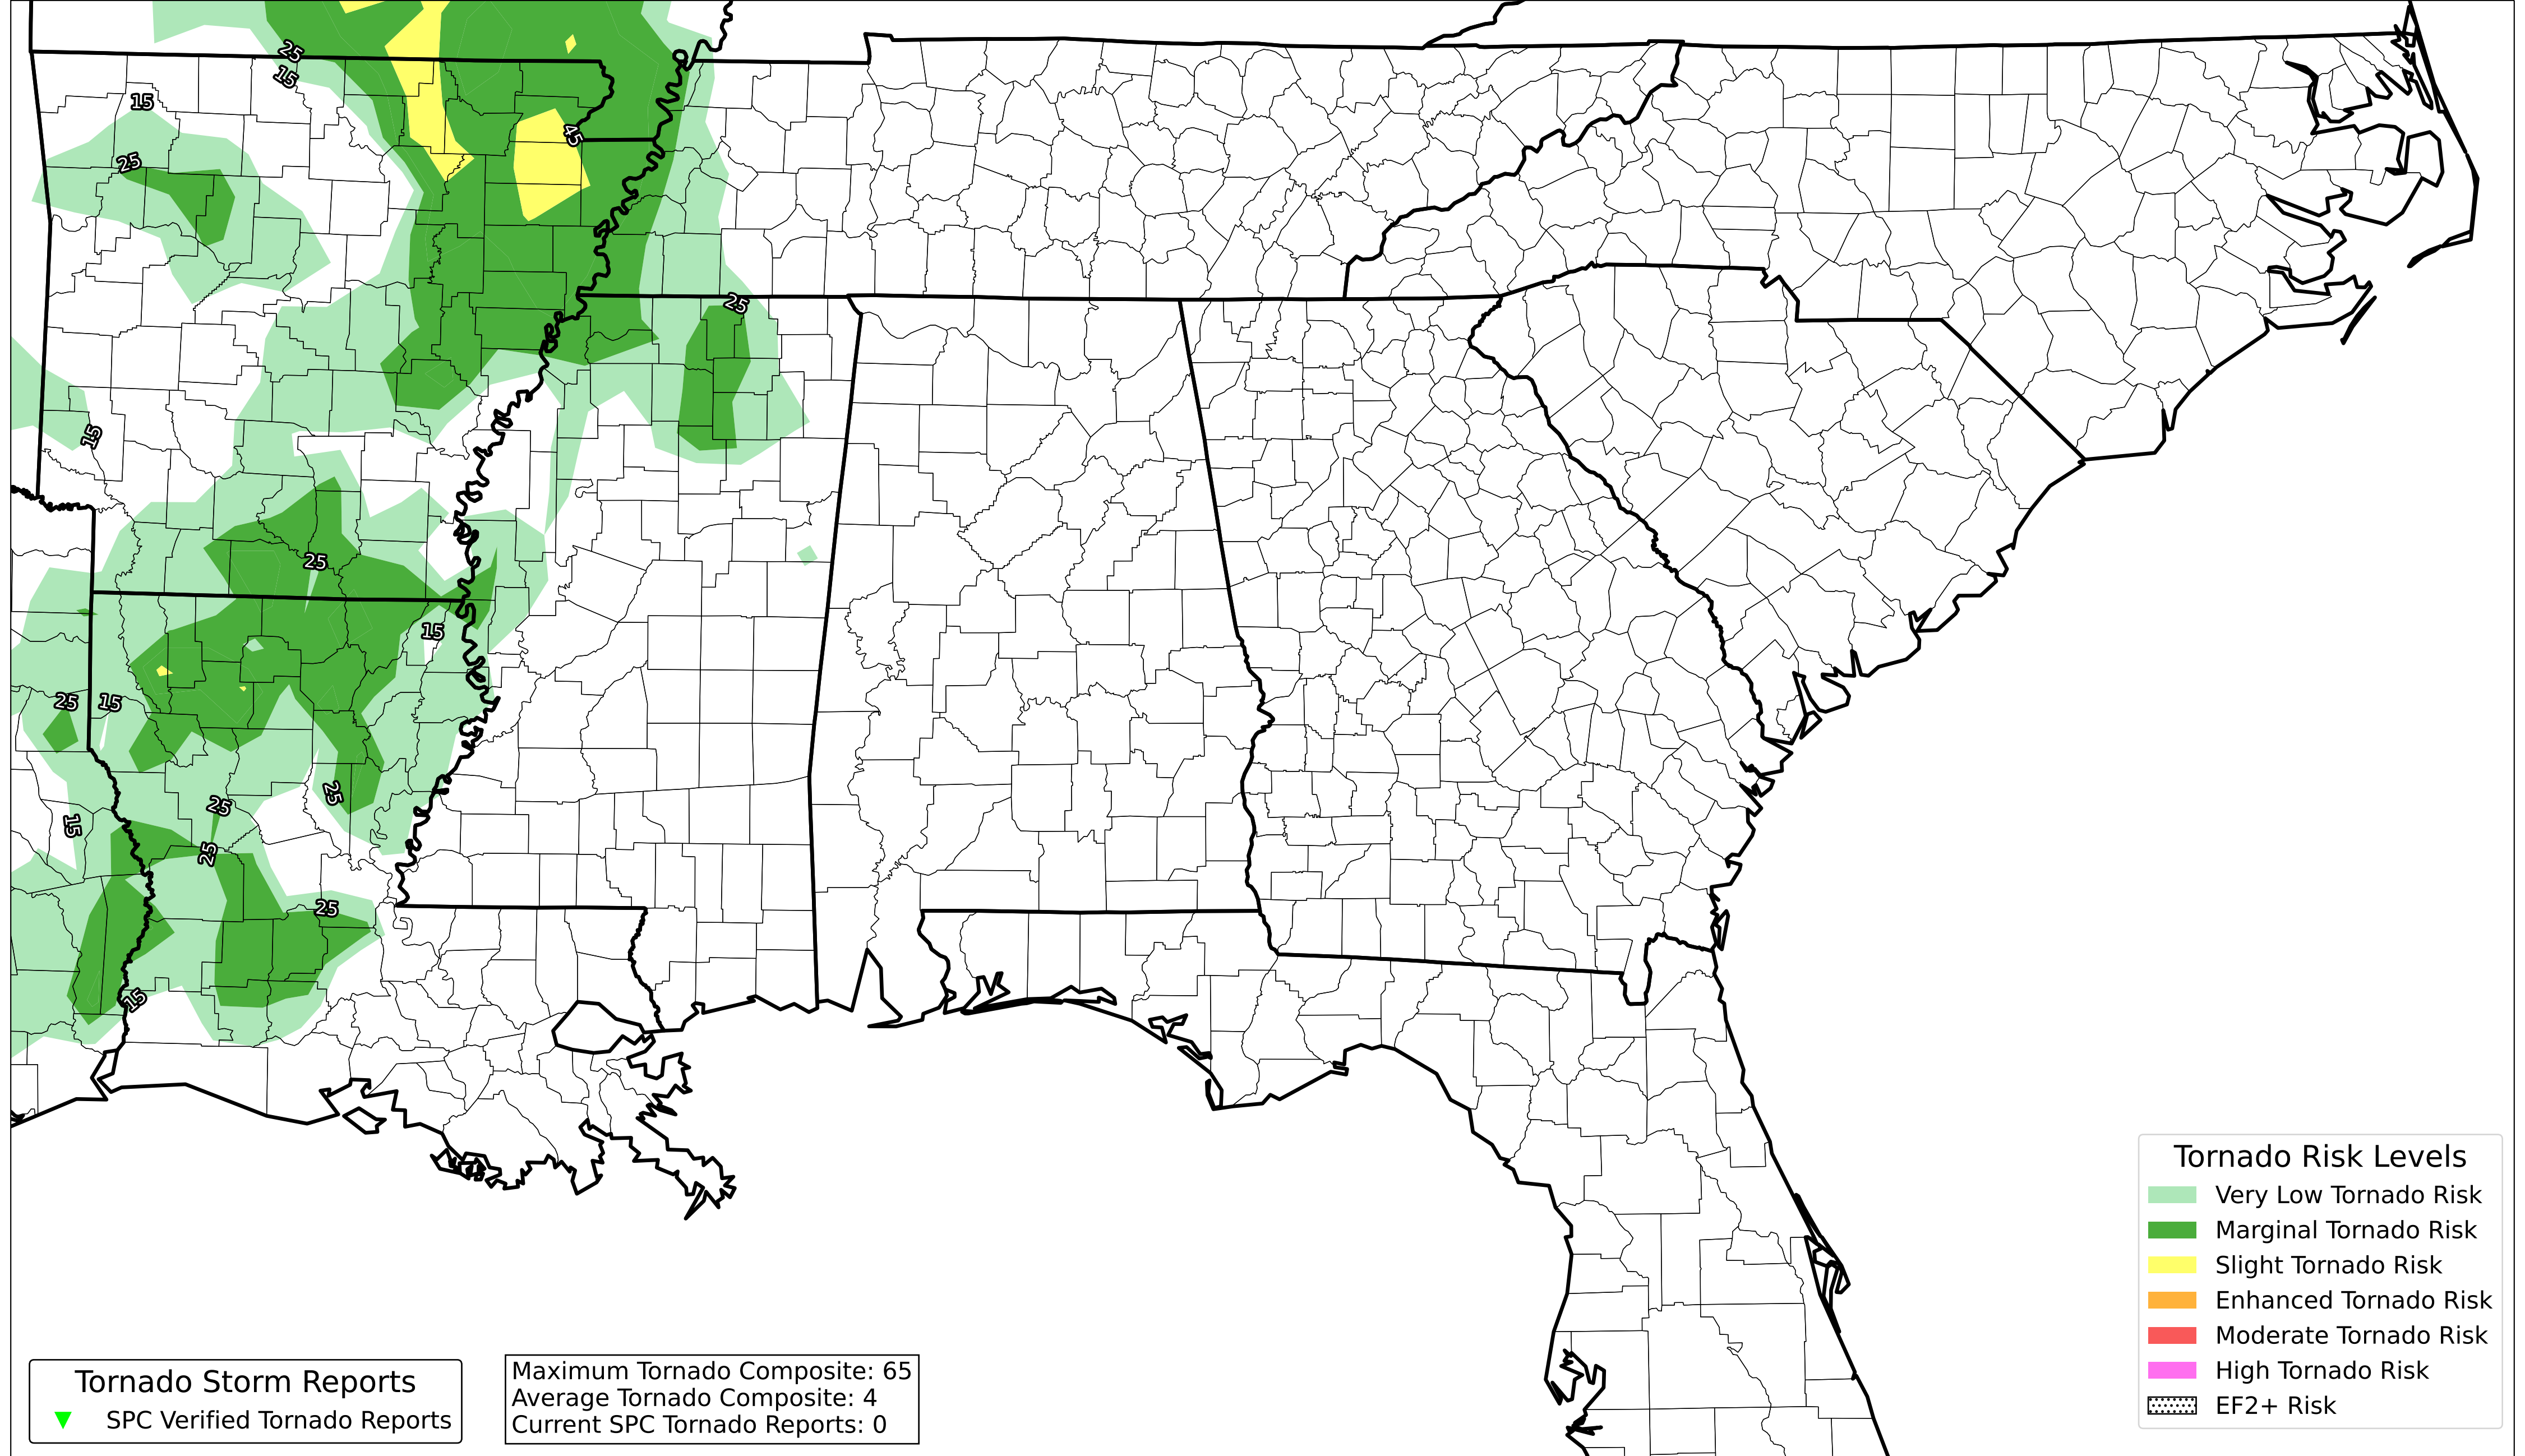 25
15
15
45
25
25
15
25
15
25
15
25
25
15
25
25
15
Tornado Risk Levels
Very Low Tornado Risk
Marginal Tornado Risk
Slight Tornado Risk
Enhanced Tornado Risk
Moderate Tornado Risk
High Tornado Risk
EF2+ Risk
Tornado Storm Reports
SPC Verified Tornado Reports
Maximum Tornado Composite: 65
Average Tornado Composite: 4
Current SPC Tornado Reports: 0